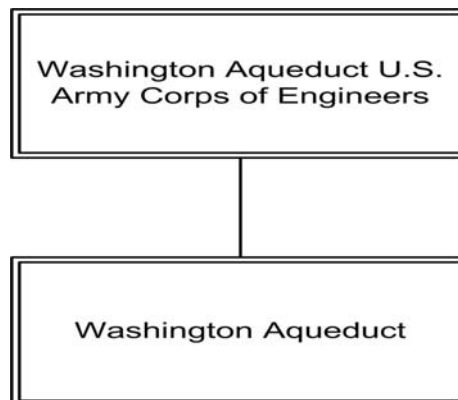 Washington Aqueduct U.S.
Army Corps of Engineers
Washington Aqueduct